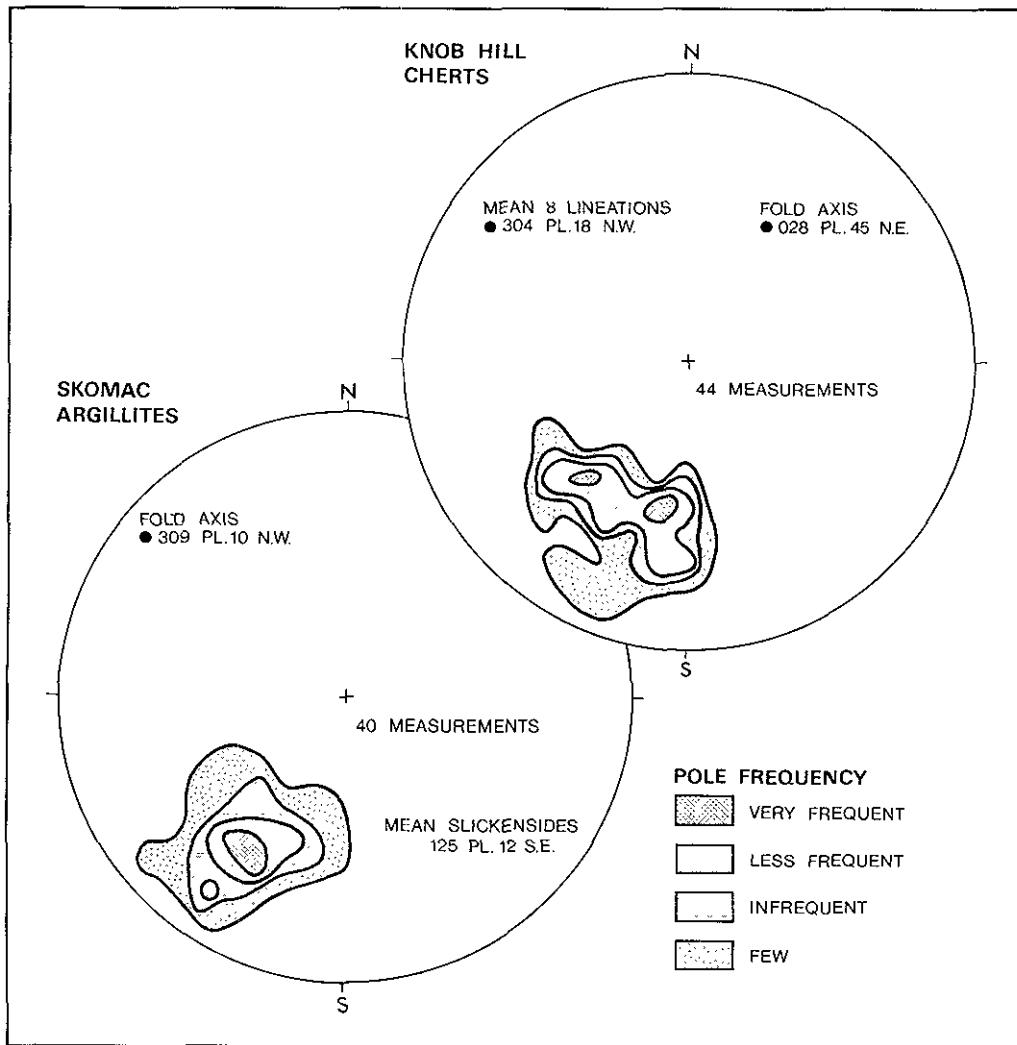 KNOB HILL
CHERTS
N
MEAN 8 LINEATIONS
304 PL. 18 N.W.
FOLD AXIS
028 PL. 45 N.E.
44 MEASUREMENTS
S
SKOMAC
ARGILLITES
N
FOLD AXIS
309 PL. 10 N.W.
40 MEASUREMENTS
MEAN SLICKENSIDES
125 PL. 12 S.E.
S
POLE FREQUENCY
VERY FREQUENT
LESS FREQUENT
INFREQUENT
FEW